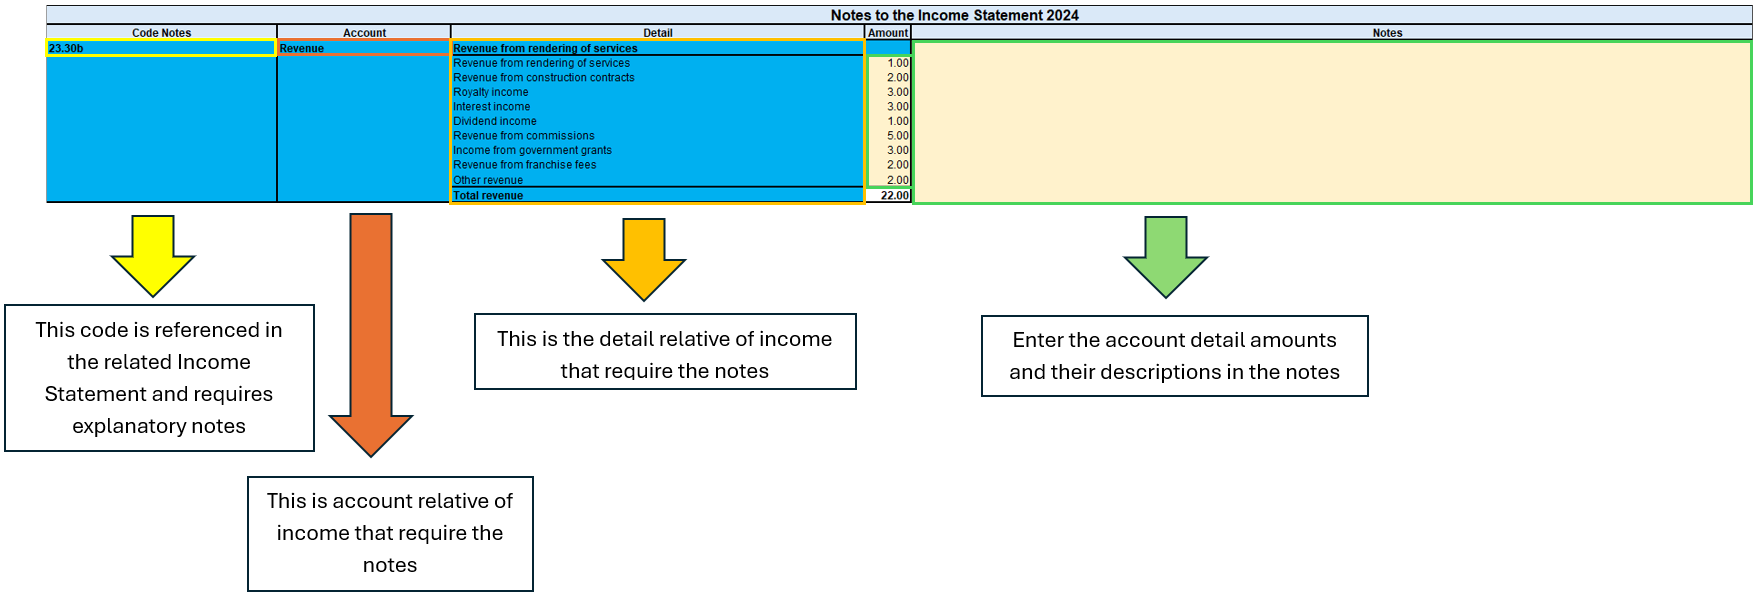 Notes to the Income Statement 2024
Code Notes Account Detail Amount Notes
23.30b Revenue Revenue from rendering of services
Revenue from rendering of services 1.00
Revenue from construction contracts 2.00
Royalty income 3.00
Interest income 3.00
Dividend income 1.00
Revenue from commissions 5.00
Income from government grants 3.00
Revenue from franchise fees 2.00
Other revenue 2.00
Total revenue 22.00
This code is referenced in
the related Income
Statement and requires
explanatory notes
This is account relative of
income that require the
notes
This is the detail relative of income
that require the notes
Enter the account detail amounts
and their descriptions in the notes